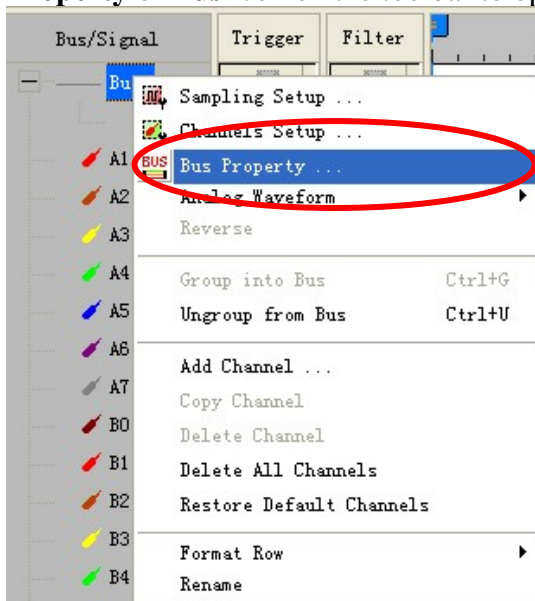 Bus/Signal Trigger Filter
Bu
Sampling Setup ...
Channels Setup ...
BUS Bus Property ...
A1
Analog Waveform
A2
Reverse
A3
A4 Group into Bus Ctrl+G
A5 Ungroup from Bus Ctrl+U
A6
Add Channel ...
A7
Copy Channel
B0
Delete Channel
B1 Delete All Channels
B2 Restore Default Channels
B3
Format Row
B4 Rename